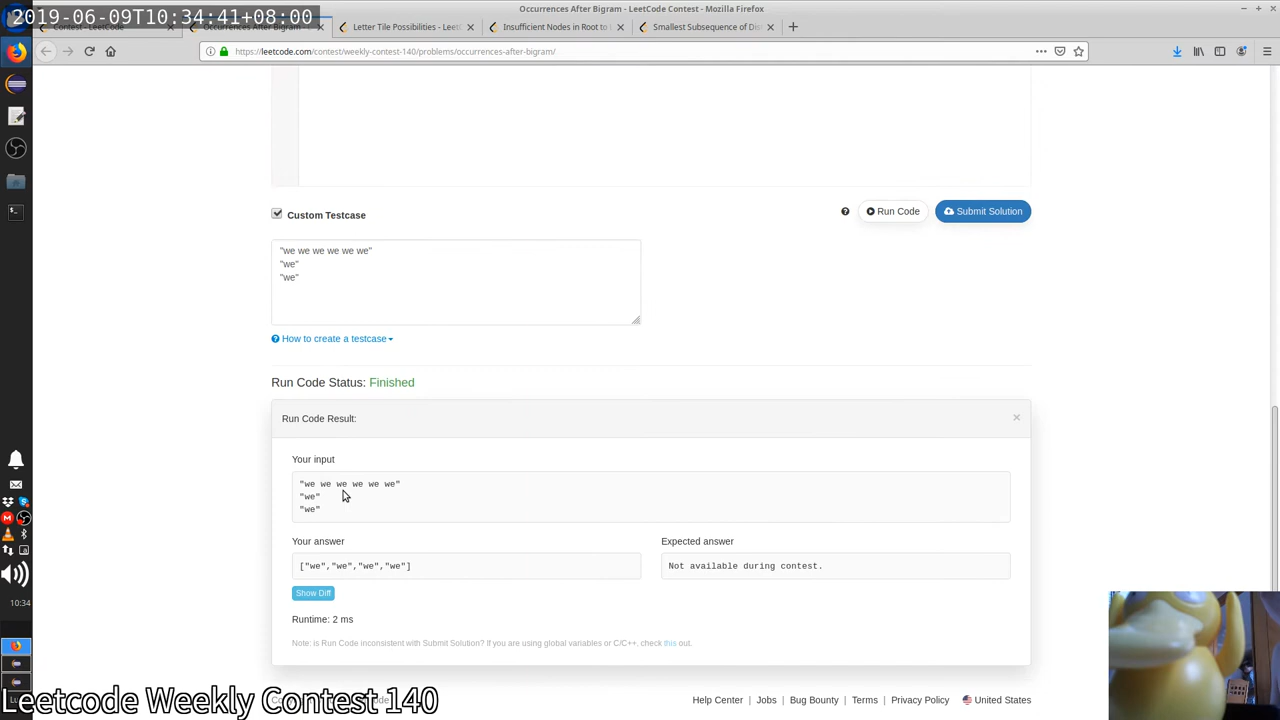 Occurrences After Bigram - LeetCode Contest - Mozilla Firefox
2019-06-09T10:34:41+08:00
Contest - LeetCode
Occurrences After Bigram
Letter Tile Possibilities - Leet
Insufficient Nodes in Root to
Smallest Subsequence of Dis
https://leetcode.com/contest/weekly-contest-140/problems/occurrences-after-bigram/
Custom Testcase
Run Code
Submit Solution
"we we we we we we"
"we"
"we"
How to create a testcase
Run Code Status: Finished
Run Code Result:
×
Your input
"we we we we we we"
"we"
"we"
Your answer
Expected answer
["we","we","we","we"]
Not available during contest.
Show Diff
Runtime: 2 ms
Note: is Run Code inconsistent with Submit Solution? If you are using global variables or C/C++, check this out.
10:34
Leetcode Weekly Contest 140
Help Center | Jobs | Bug Bounty | Terms | Privacy Policy
United States